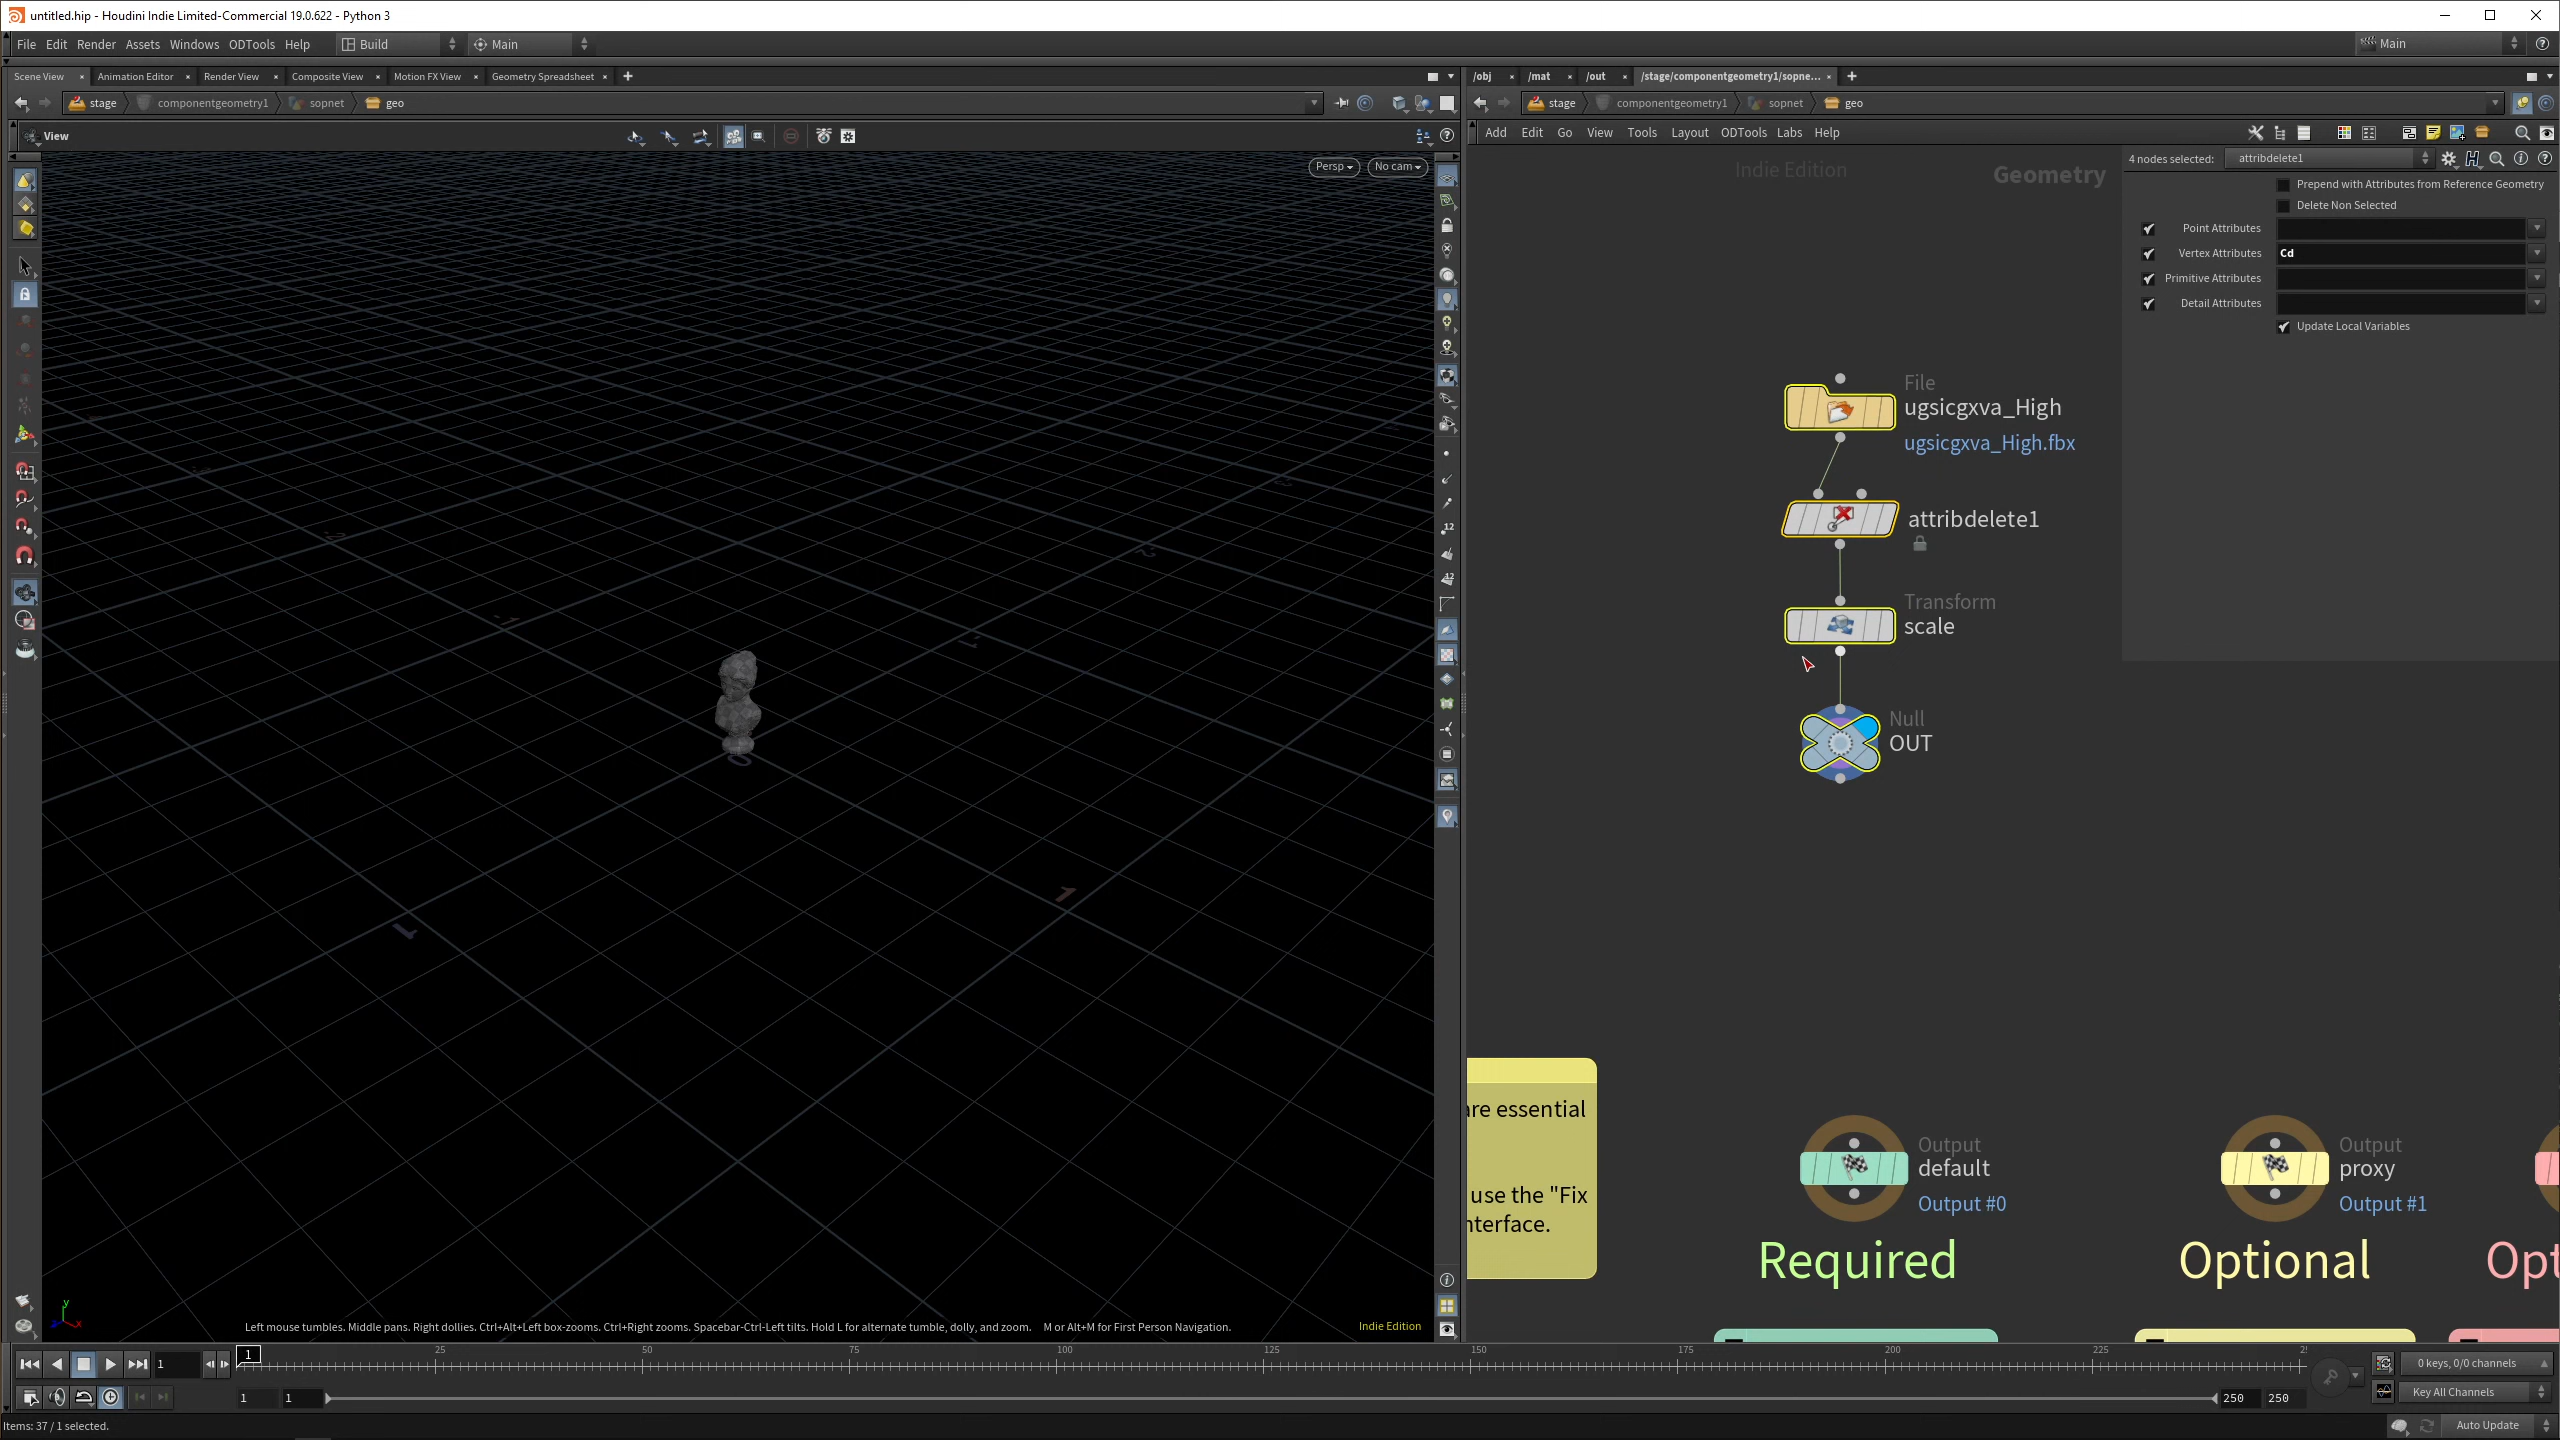 untitled.hip - Houdini Indie Limited-Commercial 19.0.622 - Python 3
File Edit Render Assets Windows ODTools Help Build Main Main
Scene View Animation Editor Render View Composite View Motion FX View Geometry Spreadsheet
/obj /mat /out /stage/componentgeometry1/sopne...
stage componentgeometry1 sopnet geo
stage componentgeometry1 sopnet geo
View
Add Edit Go View Tools Layout ODTools Labs Help
Persp No cam
Indie Edition
Geometry
4 nodes selected: attribdelete1
Prepend with Attributes from Reference Geometry
Delete Non Selected
Point Attributes
Vertex Attributes Cd
Primitive Attributes
Detail Attributes
Update Local Variables
File
ugsicgxva_High
ugsicgxva_High.fbx
attribdelete1
Transform
scale
Null
OUT
are essential
use the "Fix
nterface.
Output
default
Output #0
Required
Output
proxy
Output #1
Optional
Opt
0
1
1
12
12
y
x
Left mouse tumbles. Middle pans. Right dollies. Ctrl+Alt+Left box-zooms. Ctrl+Right zooms. Spacebar-Ctrl-Left tilts. Hold L for alternate tumble, dolly, and zoom. M or Alt+M for First Person Navigation.
Indie Edition
1 1 25 50 75 100 125 150 175 200 225
0 keys, 0/0 channels
1 1 250 250
Key All Channels
Items: 37 / 1 selected.
Auto Update